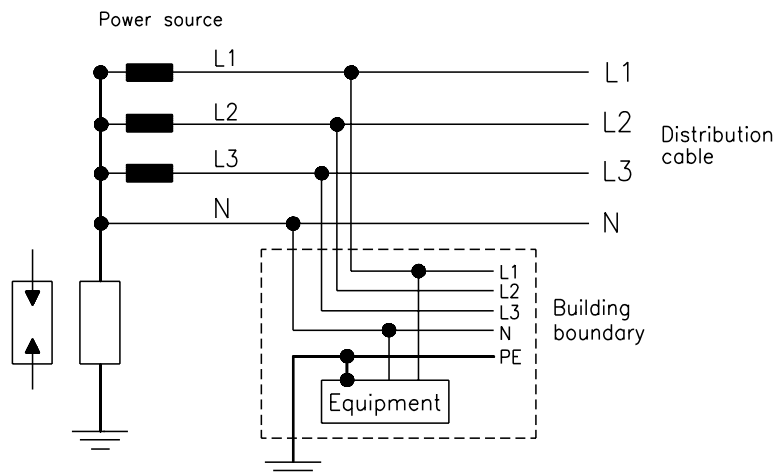 Power source
L1
L1
L2
L2
Distribution
cable
L3
L3
N
N
L1
L2
L3
N
PE
Building
boundary
Equipment